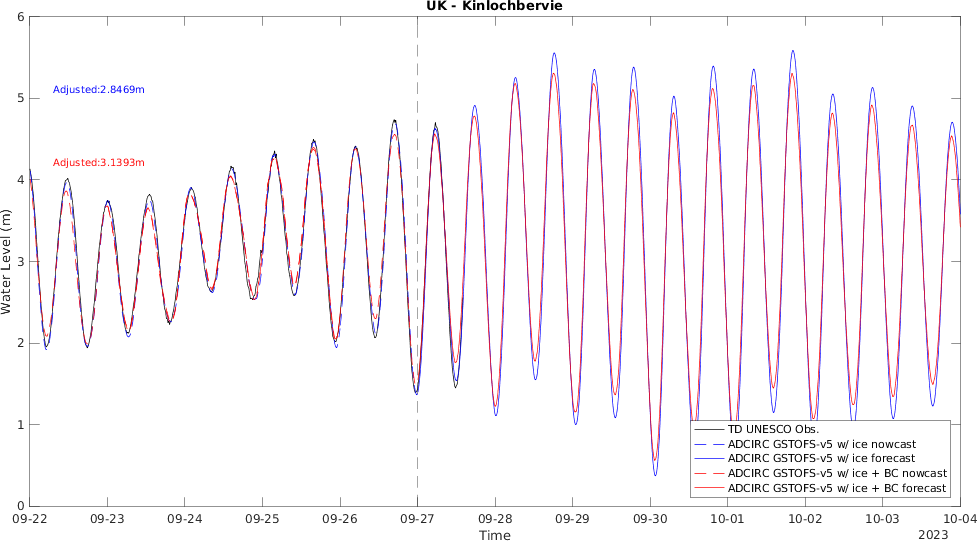 UK - Kinlochbervie
6
5
4
3
2
1
0
Water Level (m)
Adjusted:2.8469m
Adjusted:3.1393m
TD UNESCO Obs.
ADCIRC GSTOFS-v5 w/ ice nowcast
ADCIRC GSTOFS-v5 w/ ice forecast
ADCIRC GSTOFS-v5 w/ ice + BC nowcast
ADCIRC GSTOFS-v5 w/ ice + BC forecast
09-22 09-23 09-24 09-25 09-26 09-27 09-28 09-29 09-30 10-01 10-02 10-03 10-04
Time
2023